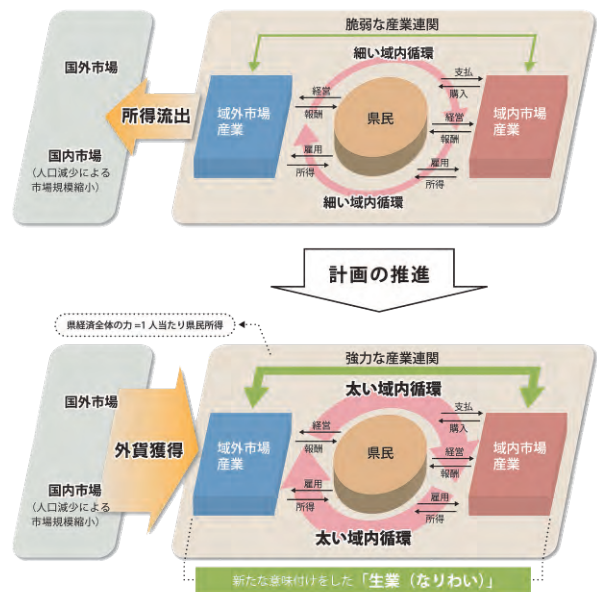 脆弱な産業連関
国外市場
細い域内循環
支払
購入
域外市場
産業
経営
報酬
県民
経営
報酬
域内市場
産業
所得流出
国内市場
(人口減少による
市場規模縮小)
雇用
所得
雇用
所得
細い域内循環
計画の推進
県経済全体の力=1人当たり県民所得
強力な産業連関
国外市場
太い域内循環
支払
購入
域外市場
産業
経営
報酬
県民
経営
報酬
域内市場
産業
外貨獲得
国内市場
(人口減少による
市場規模縮小)
雇用
所得
雇用
所得
太い域内循環
新たな意味付けをした「生業(なりわい)」